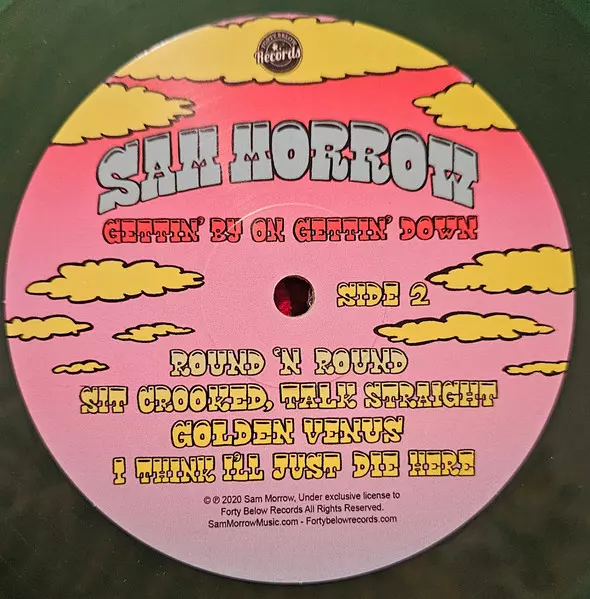 FORTY BELOW
Records
SAM MORROW
GETTIN' BY ON GETTIN' DOWN
SIDE 2
ROUND 'N ROUND
SIT CROOKED, TALK STRAIGHT
GOLDEN VENUS
I THINK I'LL JUST DIE HERE
© ℗ 2020 Sam Morrow, Under exclusive license to
Forty Below Records All Rights Reserved.
SamMorrowMusic.com - Fortybelowrecords.com